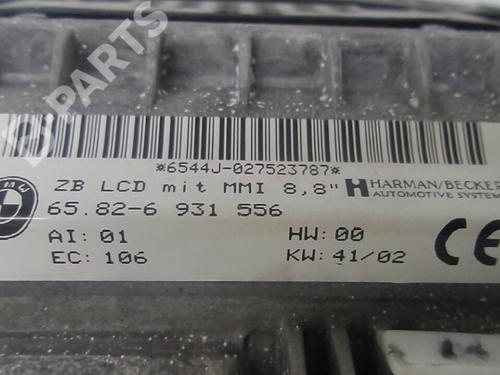 *6544J-027523787*
ZB LCD mit MMI 8,8" HARMAN/BECKER
AUTOMOTIVE SYSTEMS
65.82-6 931 556
AI: 01 HW: 00
EC: 106 KW: 41/02
CE
BMW
B-PARTS